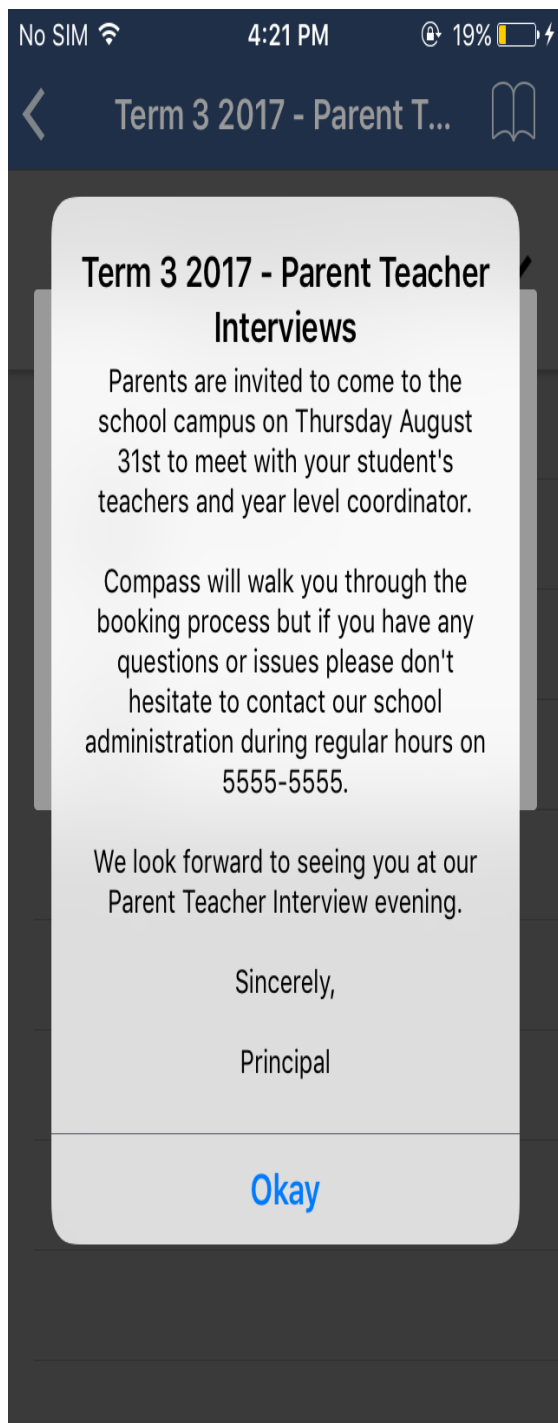 No SIM 4:21 PM 19%
Term 3 2017 - Parent T...
Term 3 2017 - Parent Teacher
Interviews
Parents are invited to come to the
school campus on Thursday August
31st to meet with your student's
teachers and year level coordinator.
Compass will walk you through the
booking process but if you have any
questions or issues please don't
hesitate to contact our school
administration during regular hours on
5555-5555.
We look forward to seeing you at our
Parent Teacher Interview evening.
Sincerely,
Principal
Okay